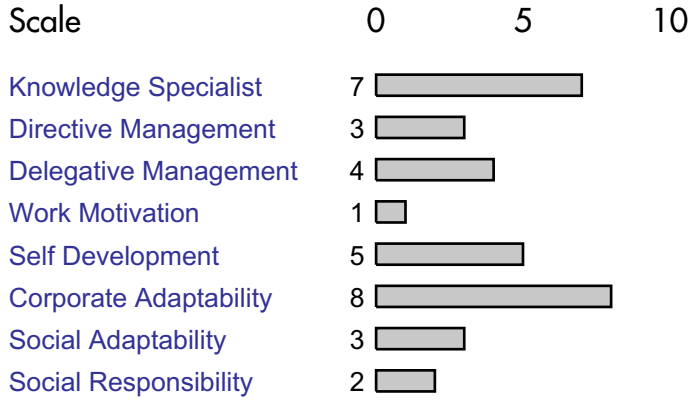 Scale 0 5 10
Knowledge Specialist 7
Directive Management 3
Delegative Management 4
Work Motivation 1
Self Development 5
Corporate Adaptability 8
Social Adaptability 3
Social Responsibility 2